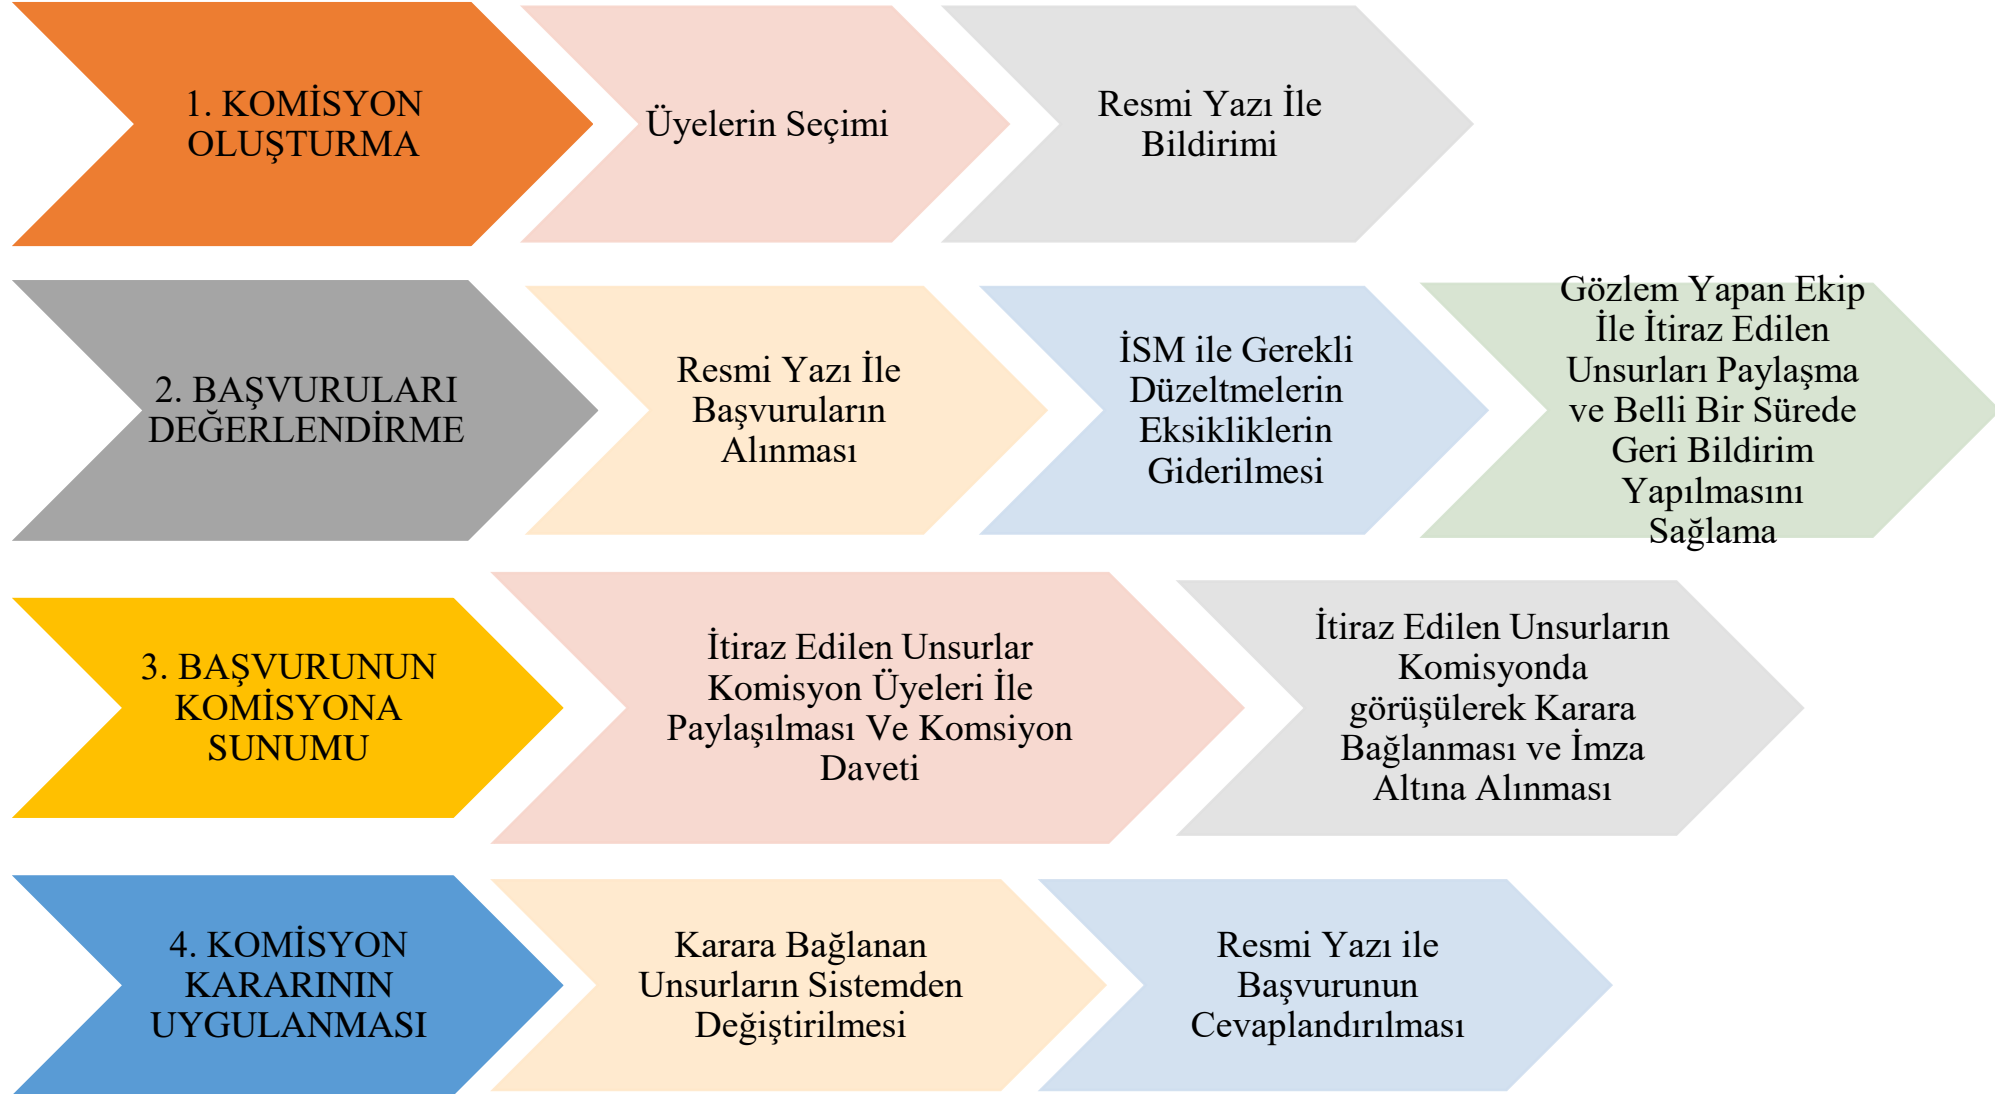 1. KOMİSYON
OLUŞTURMA
Üyelerin Seçimi
Resmi Yazı İle
Bildirimi
2. BAŞVURULARI
DEĞERLENDİRME
Resmi Yazı İle
Başvuruların
Alınması
İSM ile Gerekli
Düzeltmelerin
Eksikliklerin
Giderilmesi
Gözlem Yapan Ekip
İle İtiraz Edilen
Unsurları Paylaşma
ve Belli Bir Sürede
Geri Bildirim
Yapılmasını
Sağlama
3. BAŞVURUNUN
KOMİSYONA
SUNUMU
İtiraz Edilen Unsurlar
Komisyon Üyeleri İle
Paylaşılması Ve Komsiyon
Daveti
İtiraz Edilen Unsurların
Komisyonda
görüşülerek Karara
Bağlanması ve İmza
Altına Alınması
4. KOMİSYON
KARARININ
UYGULANMASI
Karara Bağlanan
Unsurların Sistemden
Değiştirilmesi
Resmi Yazı ile
Başvurunun
Cevaplandırılması